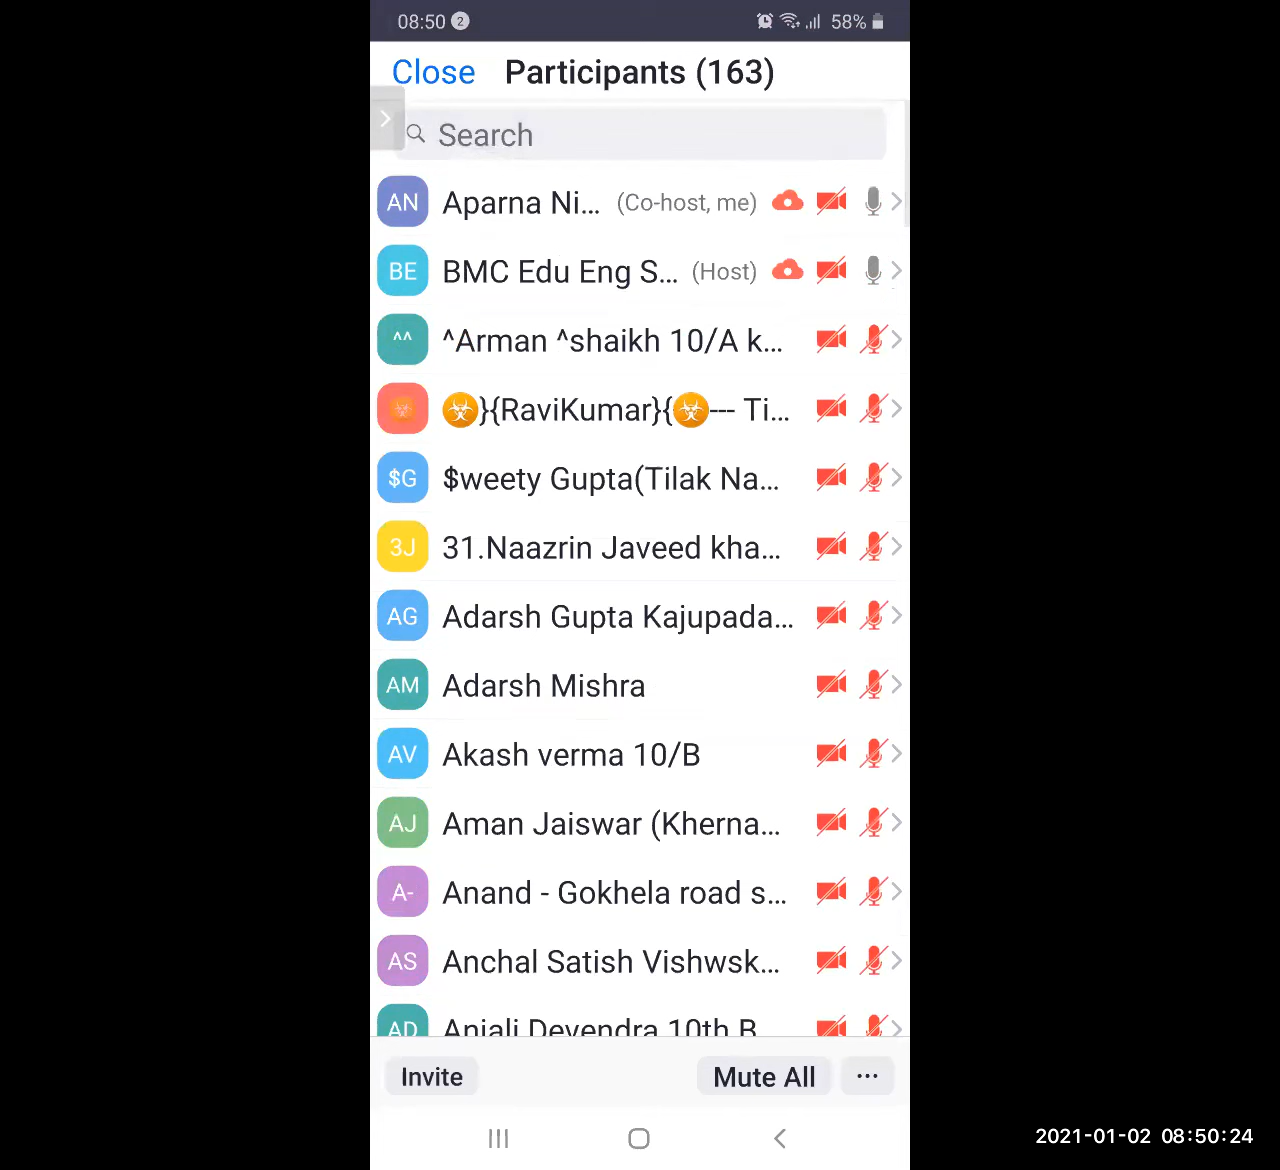 08:50 2 58%
Close Participants (163)
Search
AN Aparna Ni... (Co-host, me)
BE BMC Edu Eng S... (Host)
^^ ^Arman ^shaikh 10/A k...
☣}{RaviKumar}{☣--- Ti...
$G $weety Gupta(Tilak Na...
3J 31.Naazrin Javeed kha...
AG Adarsh Gupta Kajupada...
AM Adarsh Mishra
AV Akash verma 10/B
AJ Aman Jaiswar (Kherna...
A- Anand - Gokhela road s...
AS Anchal Satish Vishwsk...
AD Anjali Devendra 10th B
Invite Mute All ...
2021-01-02 08:50:24